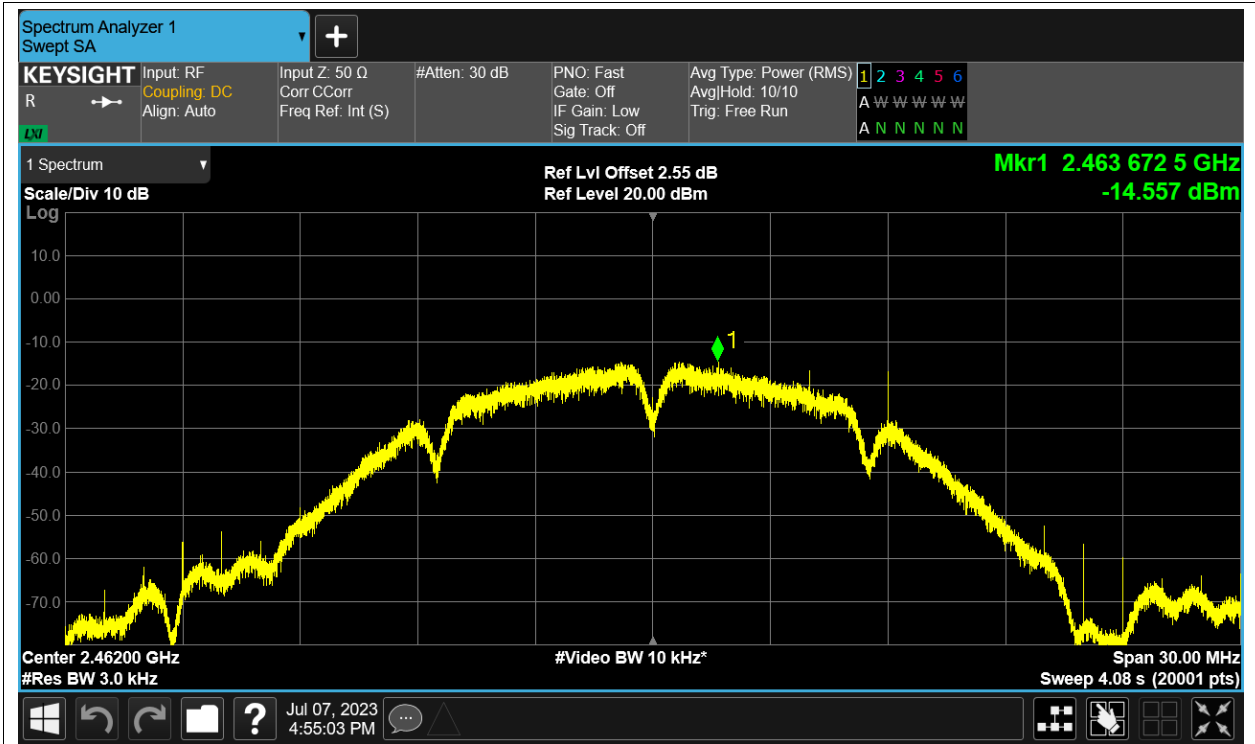 Spectrum Analyzer 1
Swept SA
KEYSIGHT
R
LXI
Input: RF
Coupling: DC
Align: Auto
Input Z: 50 Ω
Corr CCorr
Freq Ref: Int (S)
#Atten: 30 dB
PNO: Fast
Gate: Off
IF Gain: Low
Sig Track: Off
Avg Type: Power (RMS)
Avg|Hold: 10/10
Trig: Free Run
1 2 3 4 5 6
A W W W W W
A N N N N N
1 Spectrum
Scale/Div 10 dB
Ref Lvl Offset 2.55 dB
Ref Level 20.00 dBm
Mkr1 2.463 672 5 GHz
-14.557 dBm
Log
10.0
0.00
-10.0
-20.0
-30.0
-40.0
-50.0
-60.0
-70.0
1
Center 2.46200 GHz
#Res BW 3.0 kHz
#Video BW 10 kHz*
Span 30.00 MHz
Sweep 4.08 s (20001 pts)
?
Jul 07, 2023
4:55:03 PM